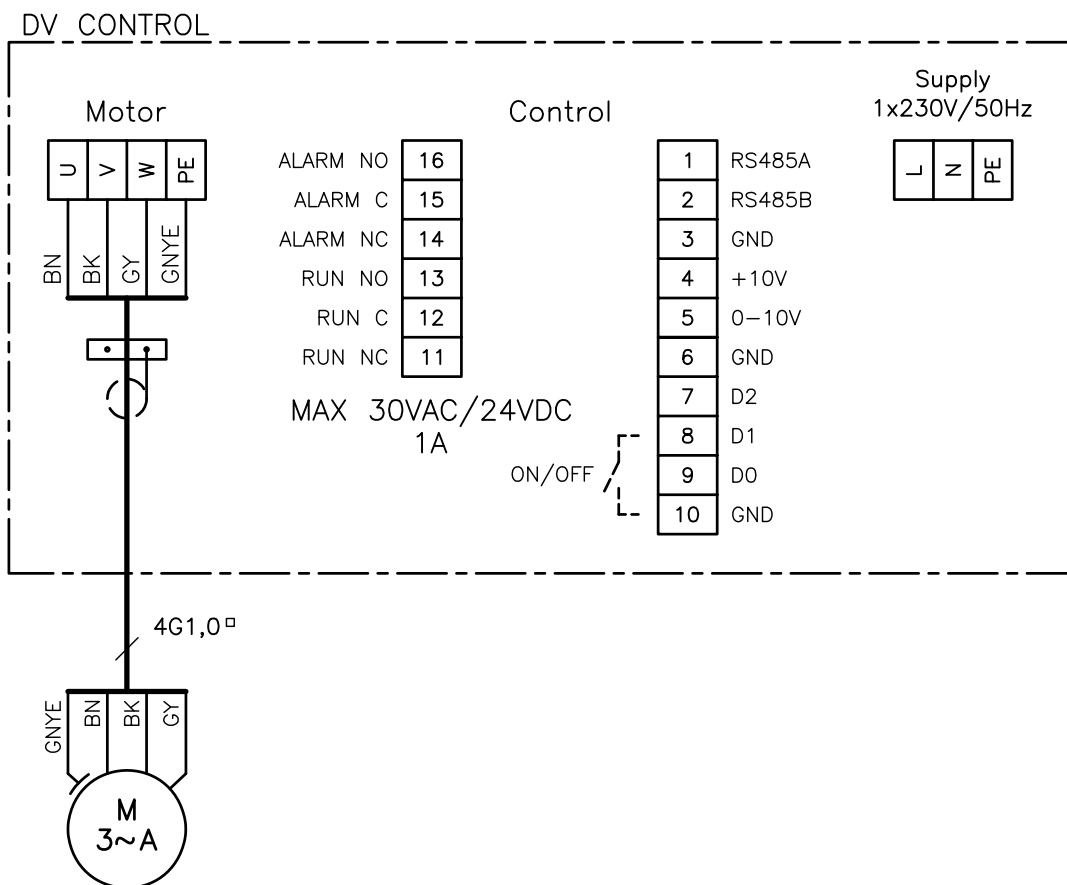 DV CONTROL
Motor
U V W PE
BN BK GY GNYE
Control
ALARM NO 16
ALARM C 15
ALARM NC 14
RUN NO 13
RUN C 12
RUN NC 11
MAX 30VAC/24VDC
1A
1 RS485A
2 RS485B
3 GND
4 +10V
5 0-10V
6 GND
7 D2
8 D1
9 D0
10 GND
ON/OFF
Supply
1x230V/50Hz
L N PE
4G1,0□
GNYE BN BK GY
M
3~A